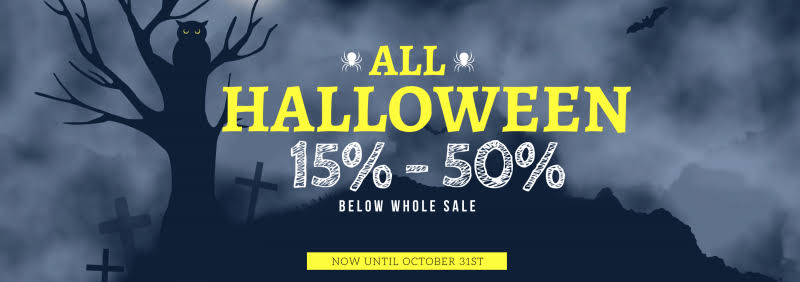 ALL
HALLOWEEN
15% - 50%
BELOW WHOLE SALE
NOW UNTIL OCTOBER 31ST